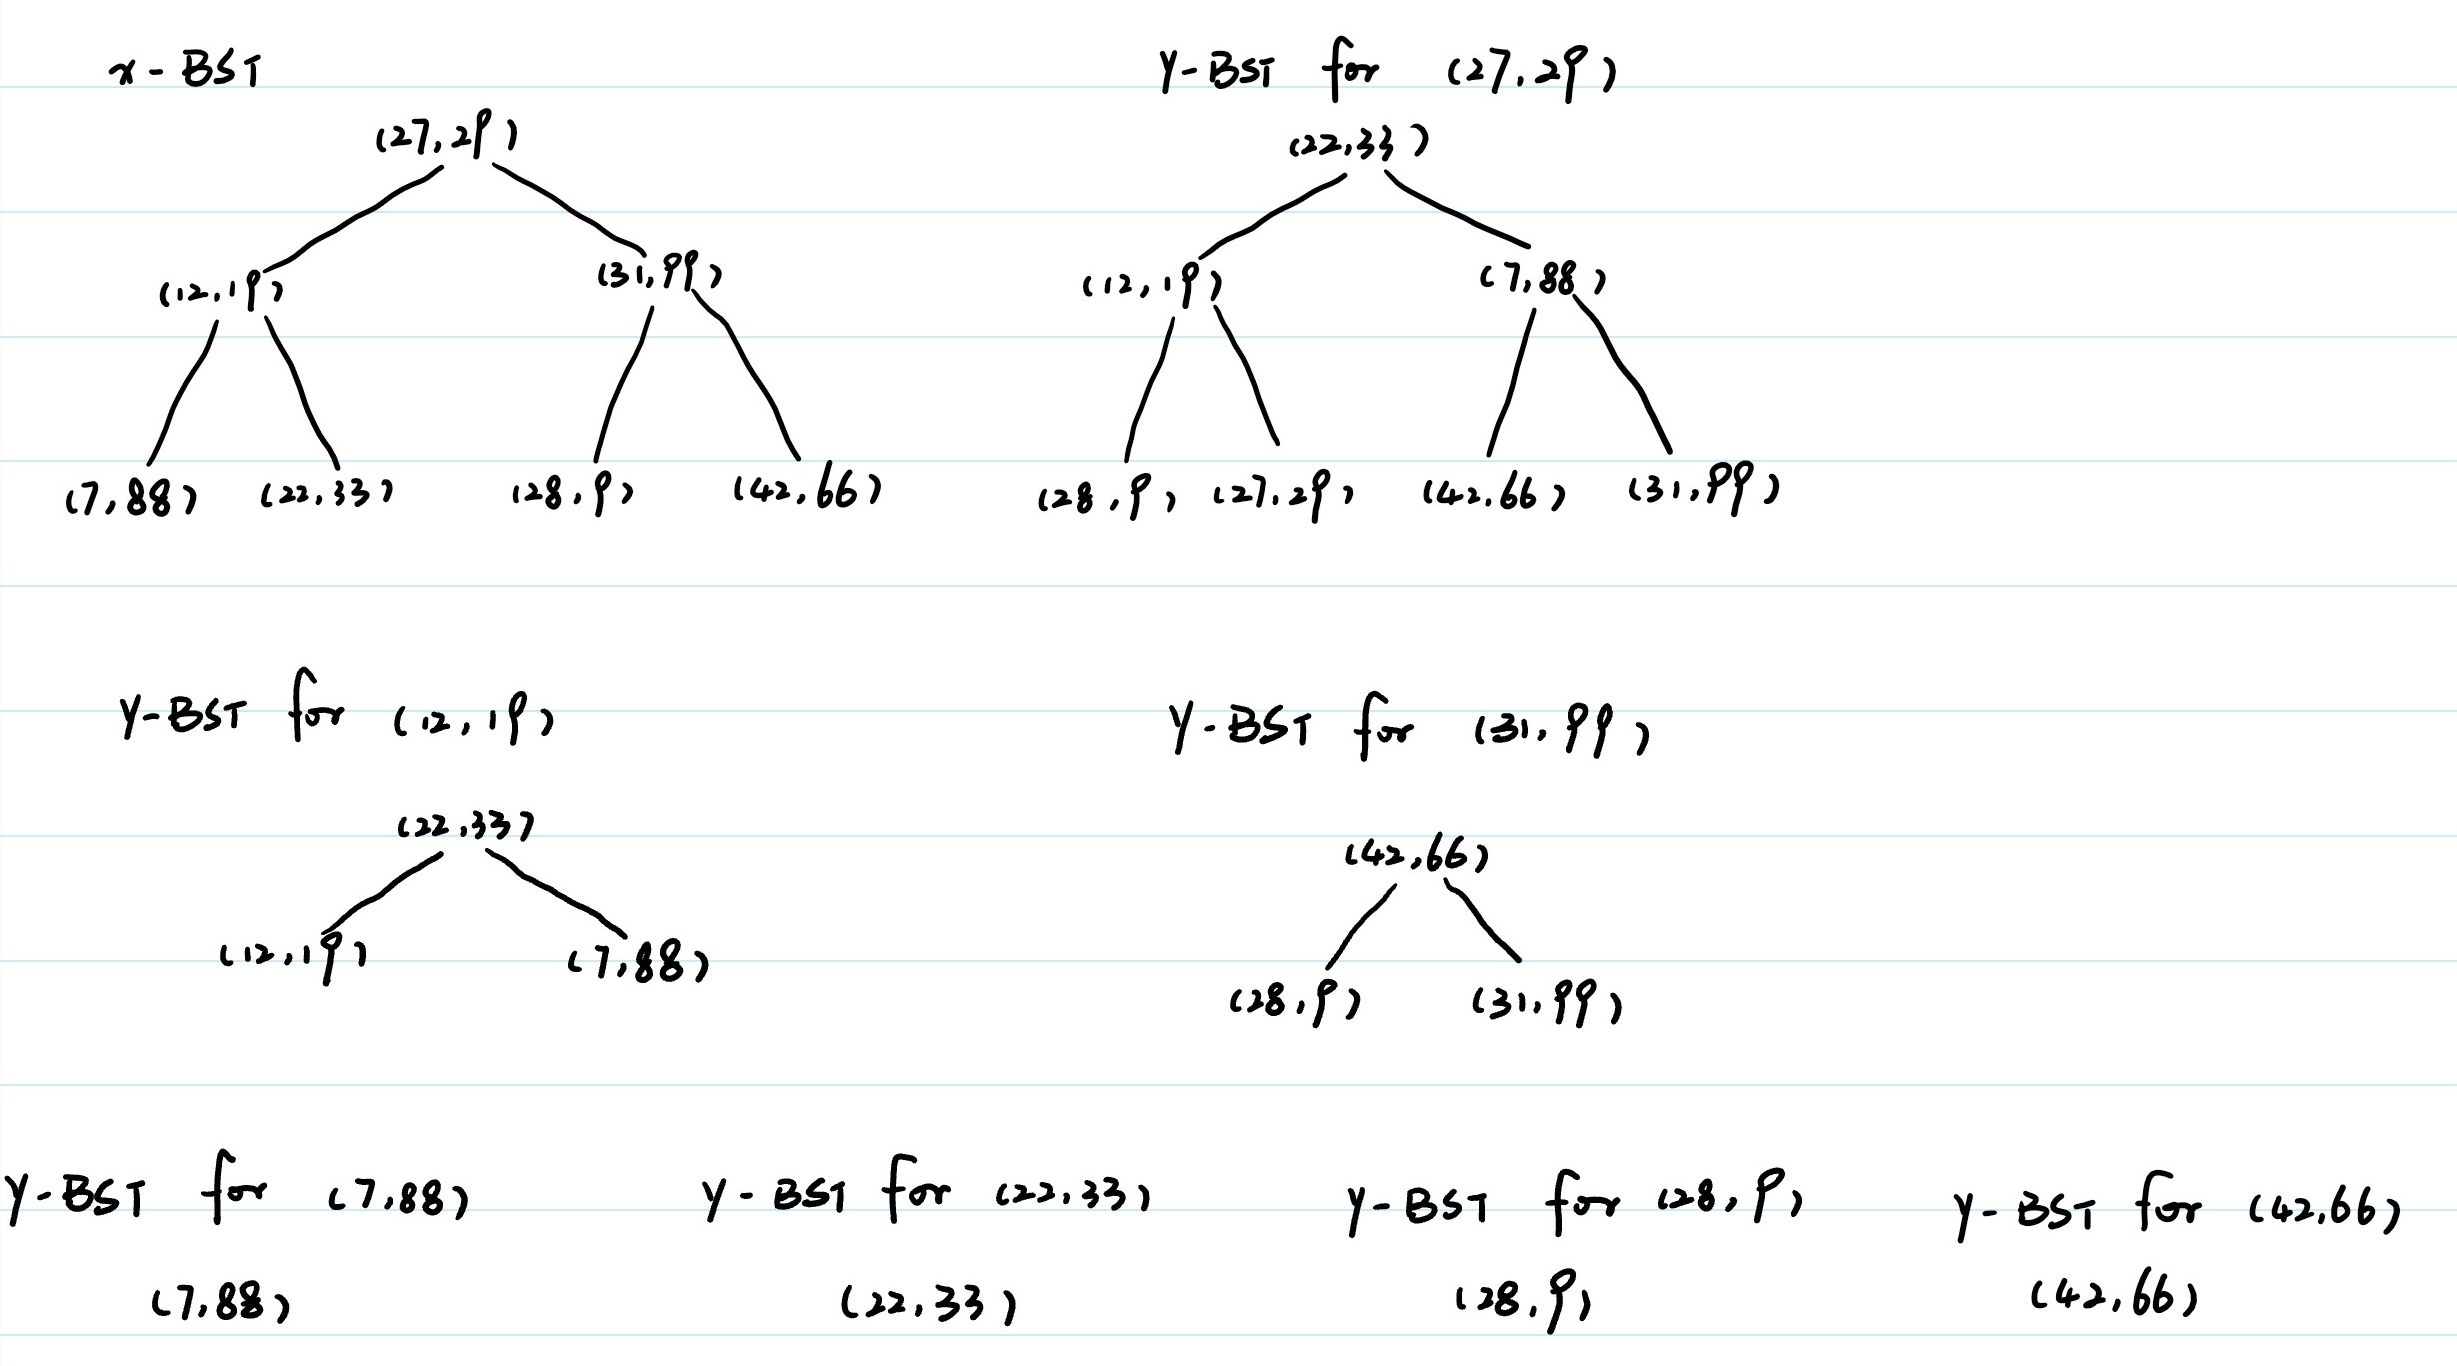 x-BST
Y-BST for (27,29)
(27,29)
(22,33)
(12,19) (31,99)
(12,19) (7,88)
(7,88) (22,33) (28,9) (42,66)
(28,9) (27,29) (42,66) (31,99)
Y-BST for (12,19)
Y-BST for (31,99)
(22,33)
(42,66)
(12,19) (7,88)
(28,9) (31,99)
Y-BST for (7,88)
Y-BST for (22,33)
Y-BST for (28,9)
Y-BST for (42,66)
(7,88)
(22,33)
(28,9)
(42,66)